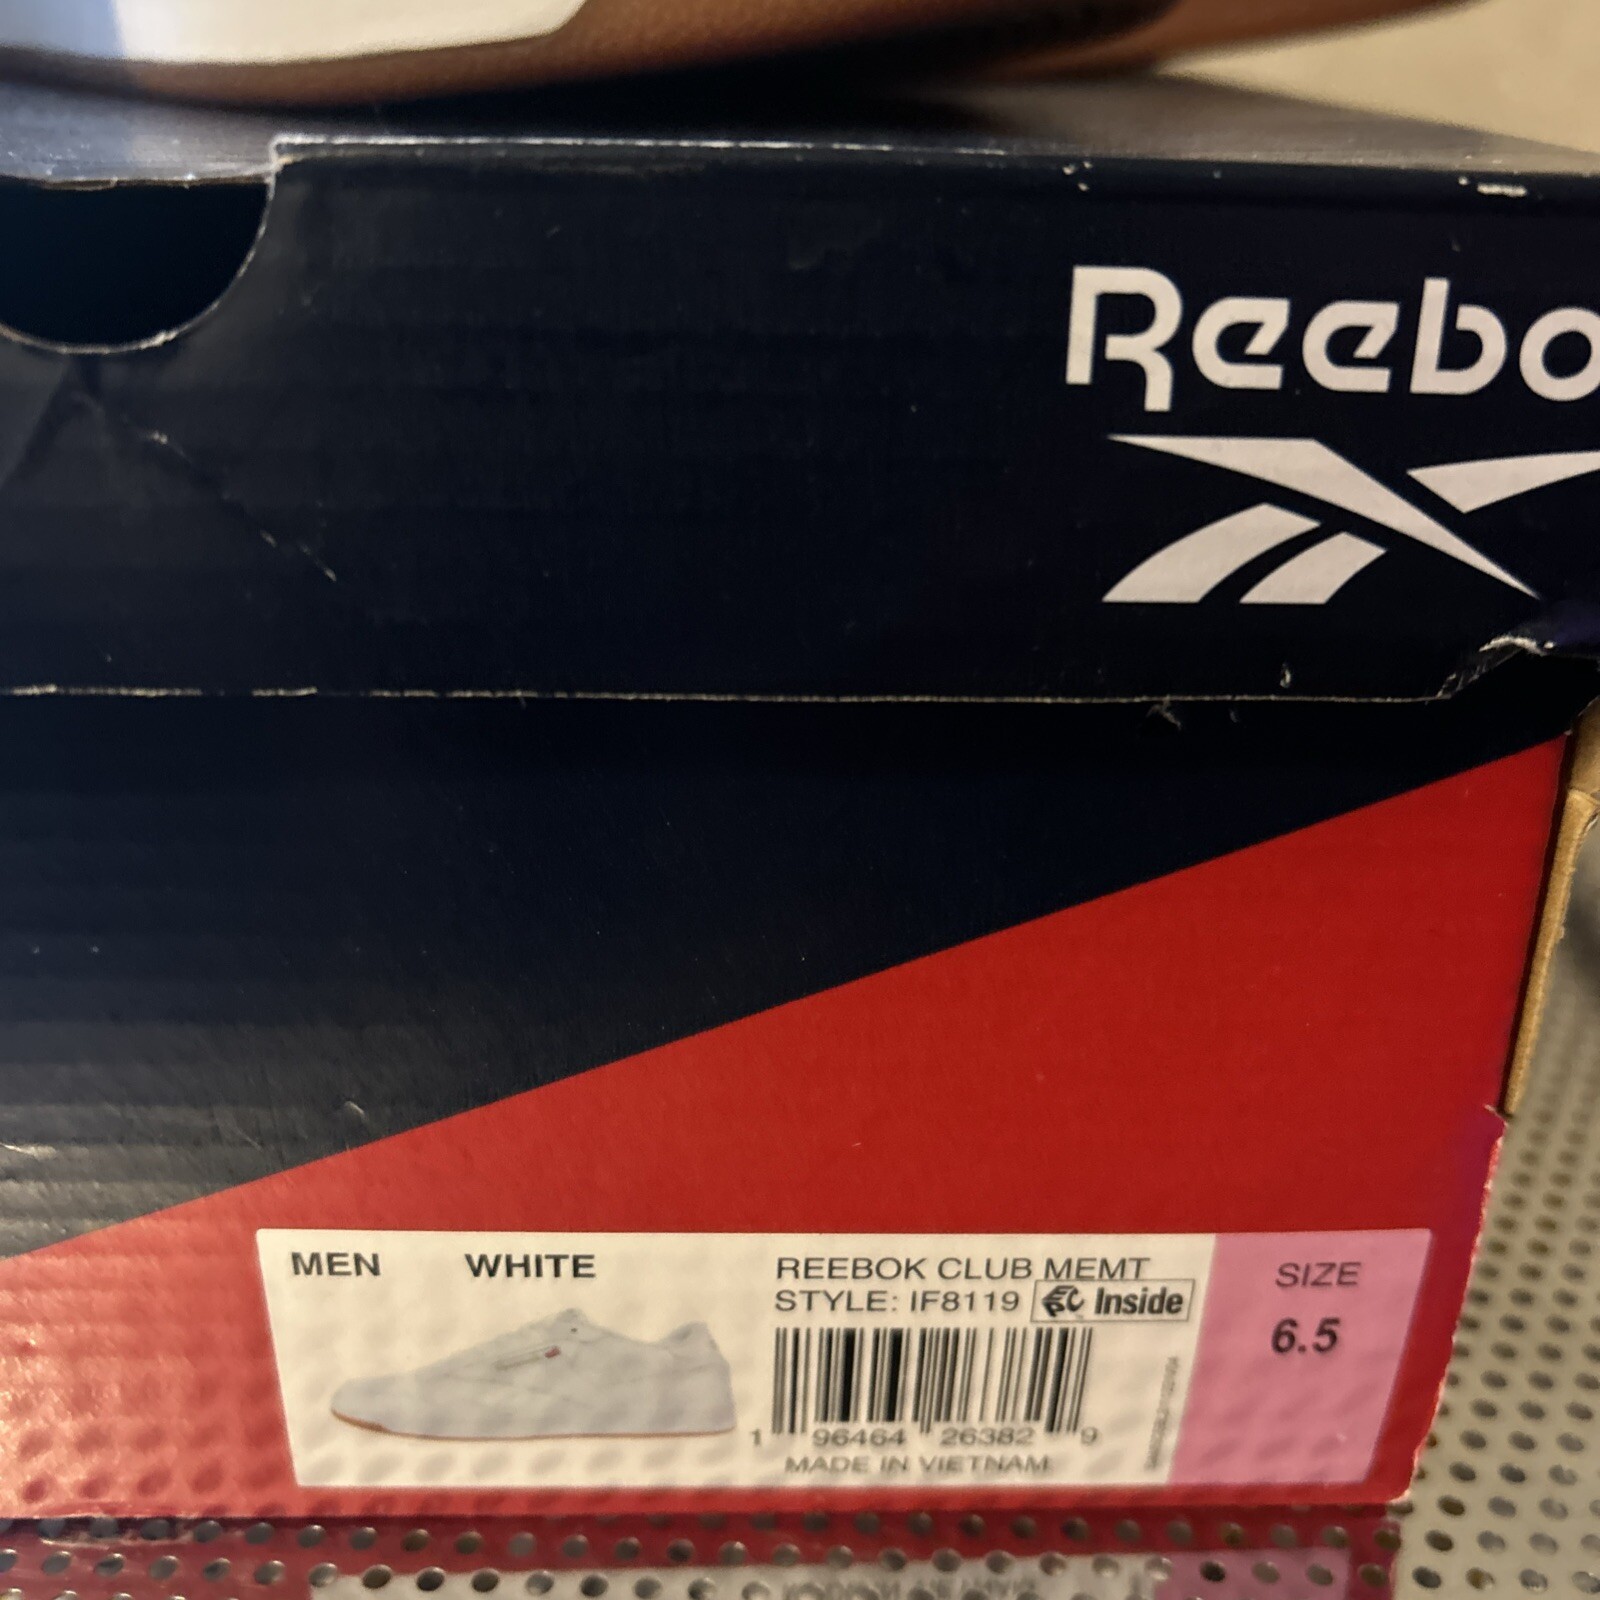 Reebo
MEN WHITE REEBOK CLUB MEMT SIZE
STYLE: IF8119 Inside 6.5
1 96464 26382 9
MADE IN VIETNAM